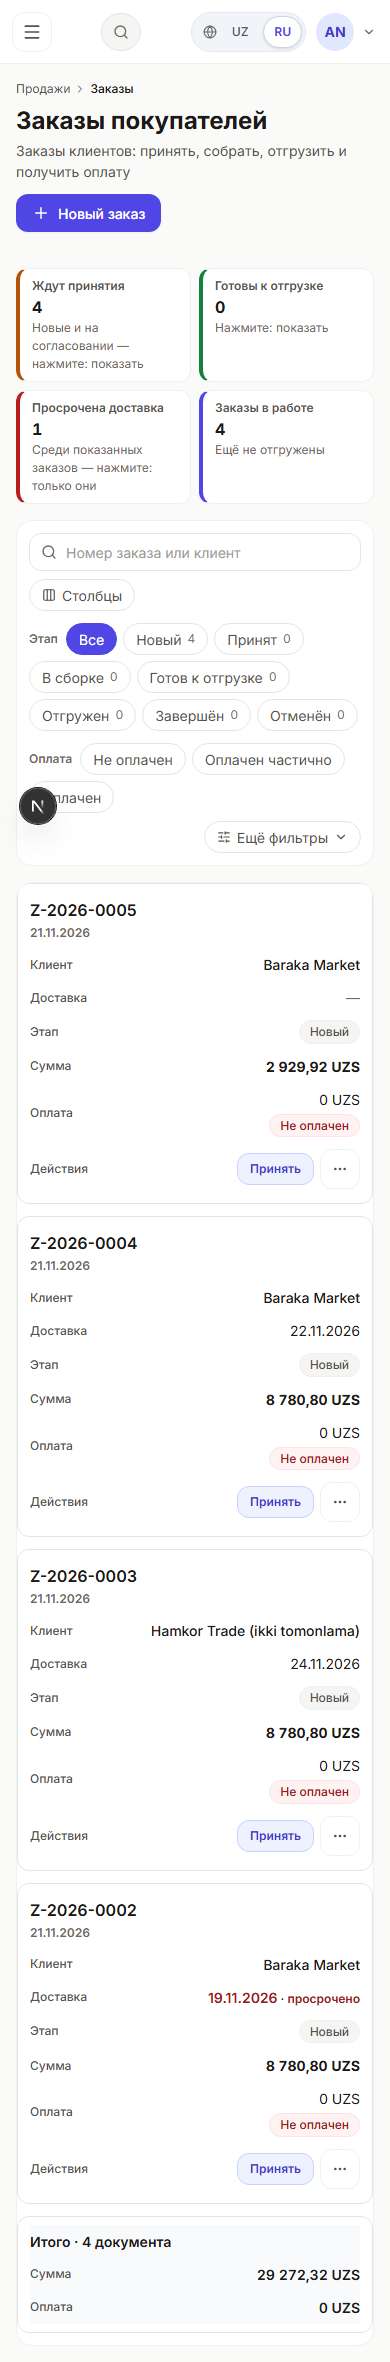 UZ RU AN
Продажи > Заказы
Заказы покупателей
Заказы клиентов: принять, собрать, отгрузить и
получить оплату
+ Новый заказ
Ждут принятия
4
Новые и на
согласовании —
нажмите: показать
Готовы к отгрузке
0
Нажмите: показать
Просрочена доставка
1
Среди показанных
заказов — нажмите:
только они
Заказы в работе
4
Ещё не отгружены
Номер заказа или клиент
Столбцы
Этап Все Новый 4 Принят 0
В сборке 0 Готов к отгрузке 0
Отгружен 0 Завершён 0 Отменён 0
Оплата Не оплачен Оплачен частично
плачен
N
Ещё фильтры
Z-2026-0005
21.11.2026
Клиент Baraka Market
Доставка —
Этап Новый
Сумма 2 929,92 UZS
Оплата 0 UZS
Не оплачен
Действия Принять ···
Z-2026-0004
21.11.2026
Клиент Baraka Market
Доставка 22.11.2026
Этап Новый
Сумма 8 780,80 UZS
Оплата 0 UZS
Не оплачен
Действия Принять ···
Z-2026-0003
21.11.2026
Клиент Hamkor Trade (ikki tomonlama)
Доставка 24.11.2026
Этап Новый
Сумма 8 780,80 UZS
Оплата 0 UZS
Не оплачен
Действия Принять ···
Z-2026-0002
21.11.2026
Клиент Baraka Market
Доставка 19.11.2026 · просрочено
Этап Новый
Сумма 8 780,80 UZS
Оплата 0 UZS
Не оплачен
Действия Принять ···
Итого · 4 документа
Сумма 29 272,32 UZS
Оплата 0 UZS